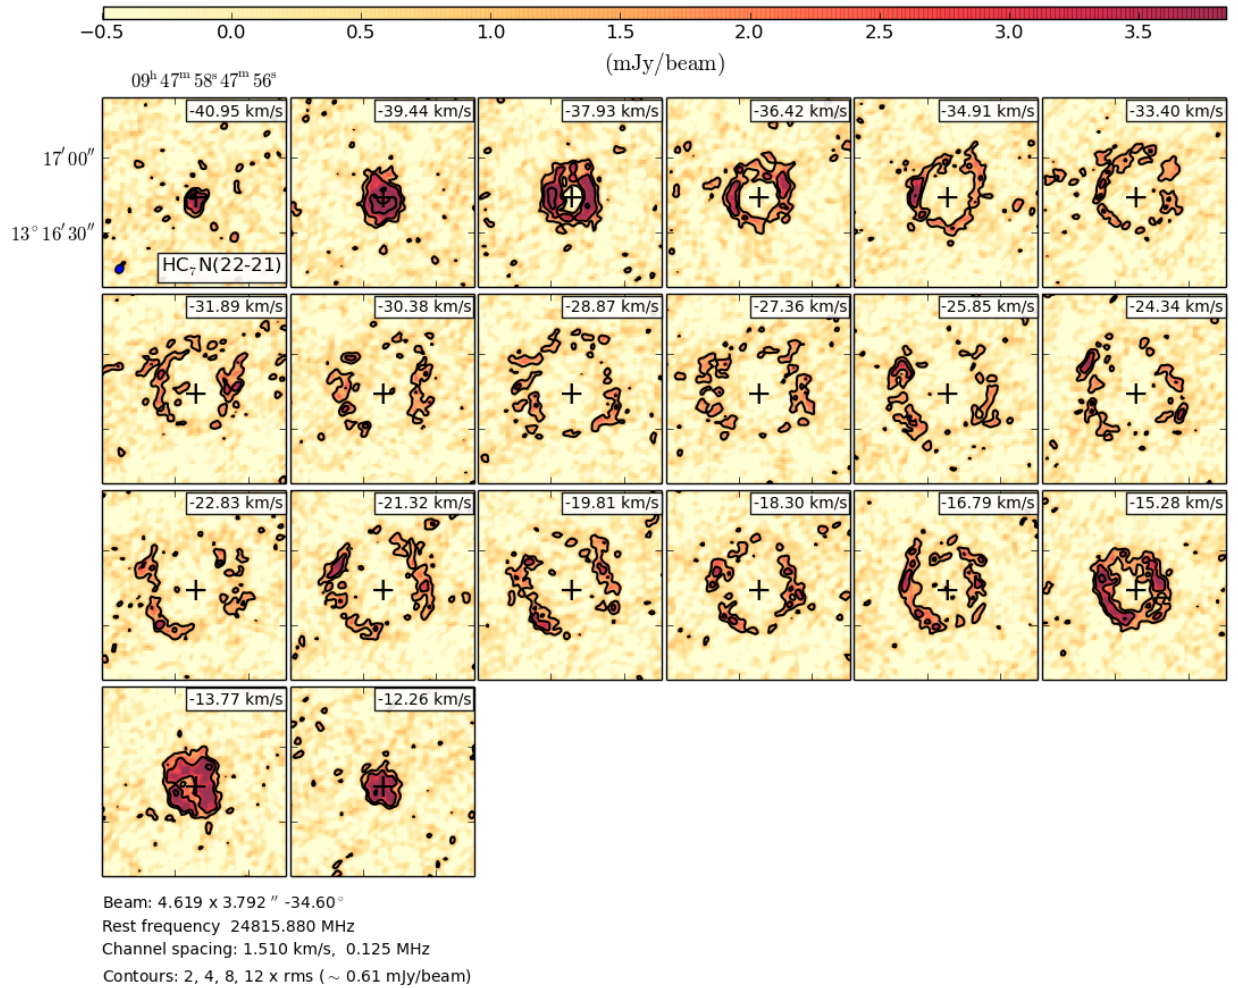 −0.5 0.0 0.5 1.0 1.5 2.0 2.5 3.0 3.5
(mJy/beam)
09ʰ 47ᵐ 58ˢ 47ᵐ 56ˢ
-40.95 km/s -39.44 km/s -37.93 km/s -36.42 km/s -34.91 km/s -33.40 km/s
17′ 00″
13° 16′ 30″
HC₇N(22-21)
-31.89 km/s -30.38 km/s -28.87 km/s -27.36 km/s -25.85 km/s -24.34 km/s
-22.83 km/s -21.32 km/s -19.81 km/s -18.30 km/s -16.79 km/s -15.28 km/s
-13.77 km/s -12.26 km/s
Beam: 4.619 x 3.792 ″ -34.60°
Rest frequency 24815.880 MHz
Channel spacing: 1.510 km/s, 0.125 MHz
Contours: 2, 4, 8, 12 x rms (∼ 0.61 mJy/beam)